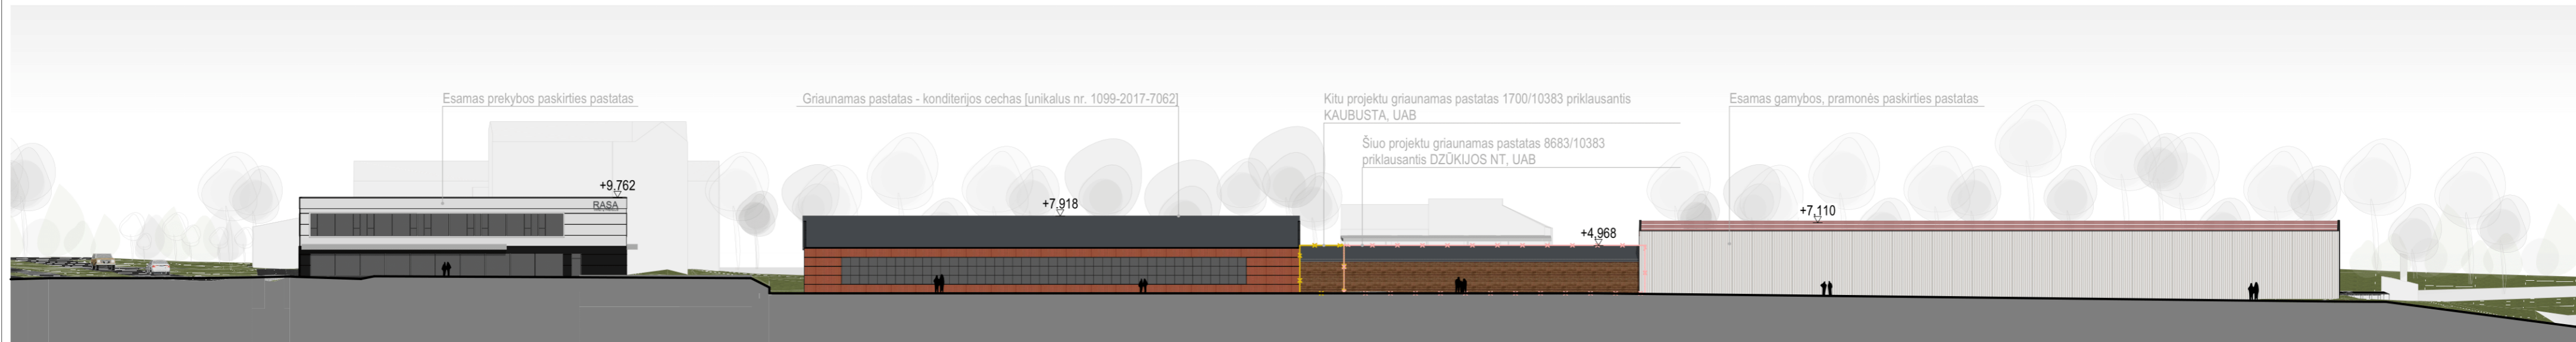 Esamas prekybos paskirties pastatas
Griaunamas pastatas - konditerijos cechas [unikalus nr. 1099-2017-7062]
Kitu projektu griaunamas pastatas 1700/10383 priklausantis
KAUBUSTA, UAB
Šiuo projektu griaunamas pastatas 8683/10383
priklausantis DZŪKIJOS NT, UAB
Esamas gamybos, pramonės paskirties pastatas
+9,762
RASA
+7,918
+4,968
+7,110